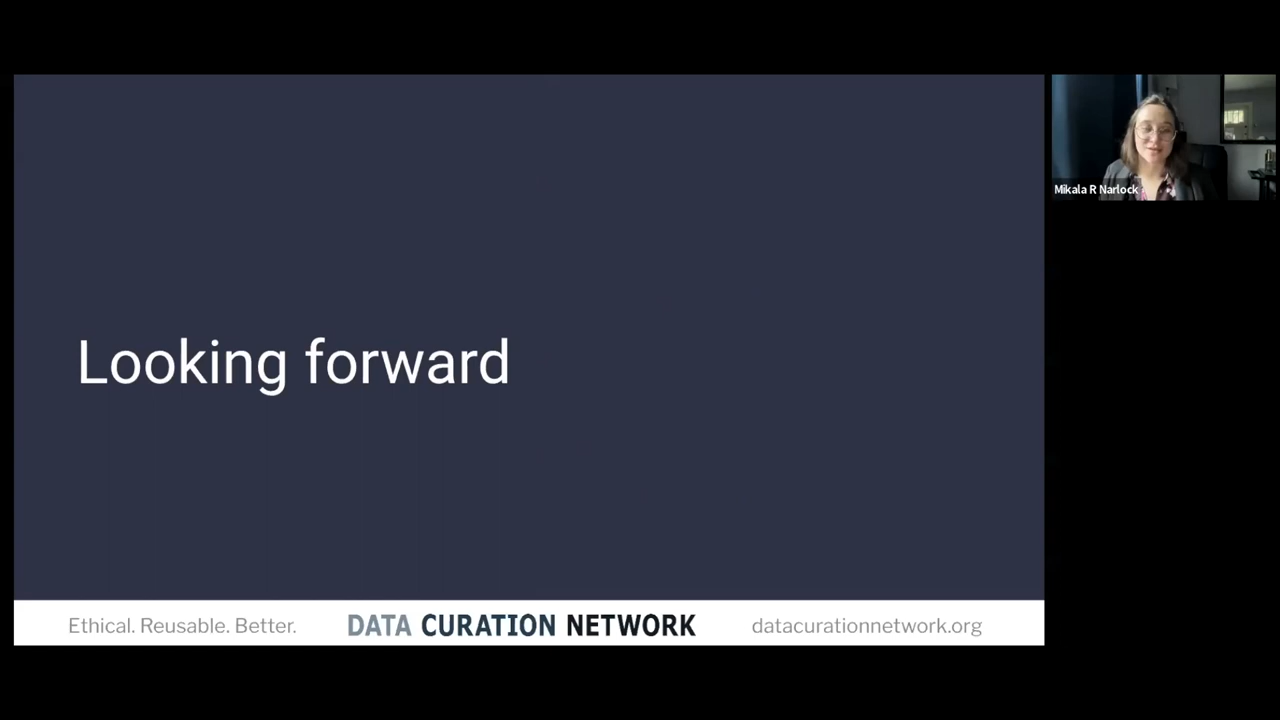 Looking forward
Mikala R Narlock
Ethical. Reusable. Better. DATA CURATION NETWORK datacurationnetwork.org